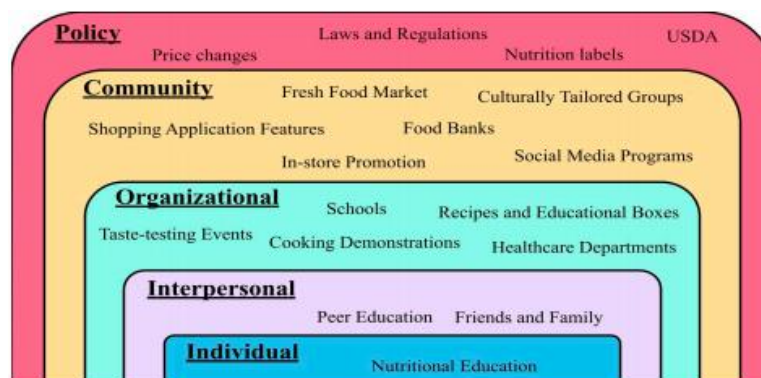 Policy
Laws and Regulations
USDA
Price changes
Nutrition labels
Community
Fresh Food Market
Culturally Tailored Groups
Shopping Application Features
Food Banks
In-store Promotion
Social Media Programs
Organizational
Schools
Recipes and Educational Boxes
Taste-testing Events
Cooking Demonstrations
Healthcare Departments
Interpersonal
Peer Education
Friends and Family
Individual
Nutritional Education